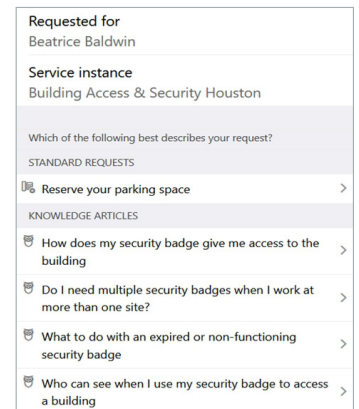 Requested for
Beatrice Baldwin
Service instance
Building Access & Security Houston
Which of the following best describes your request?
STANDARD REQUESTS
Reserve your parking space
KNOWLEDGE ARTICLES
How does my security badge give me access to the
building
Do I need multiple security badges when I work at
more than one site?
What to do with an expired or non-functioning
security badge
Who can see when I use my security badge to access
a building